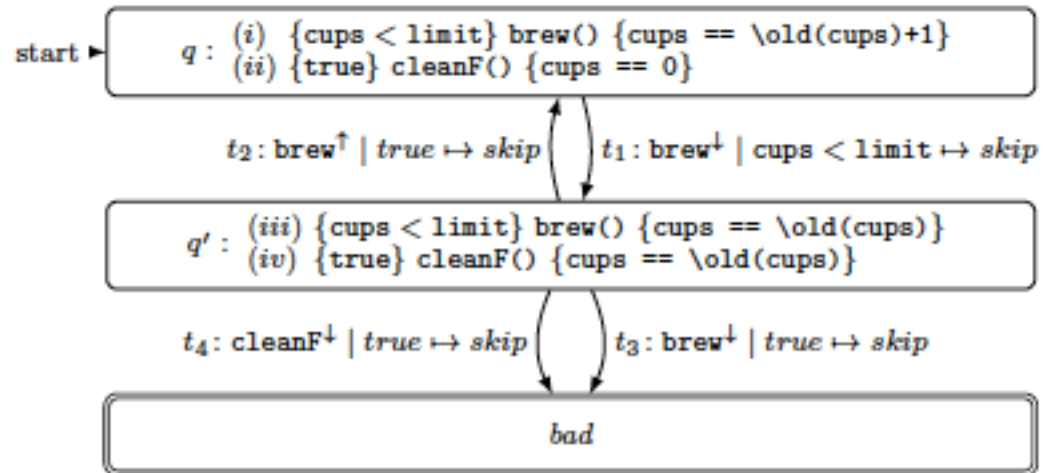 (i) {cups < limit} brew() {cups == \old(cups)+1}
start q : (ii) {true} cleanF() {cups == 0}
t₂: brew↑ | true ↦ skip t₁: brew↓ | cups < limit ↦ skip
(iii) {cups < limit} brew() {cups == \old(cups)}
q′ : (iv) {true} cleanF() {cups == \old(cups)}
t₄: cleanF↓ | true ↦ skip t₃: brew↓ | true ↦ skip
bad